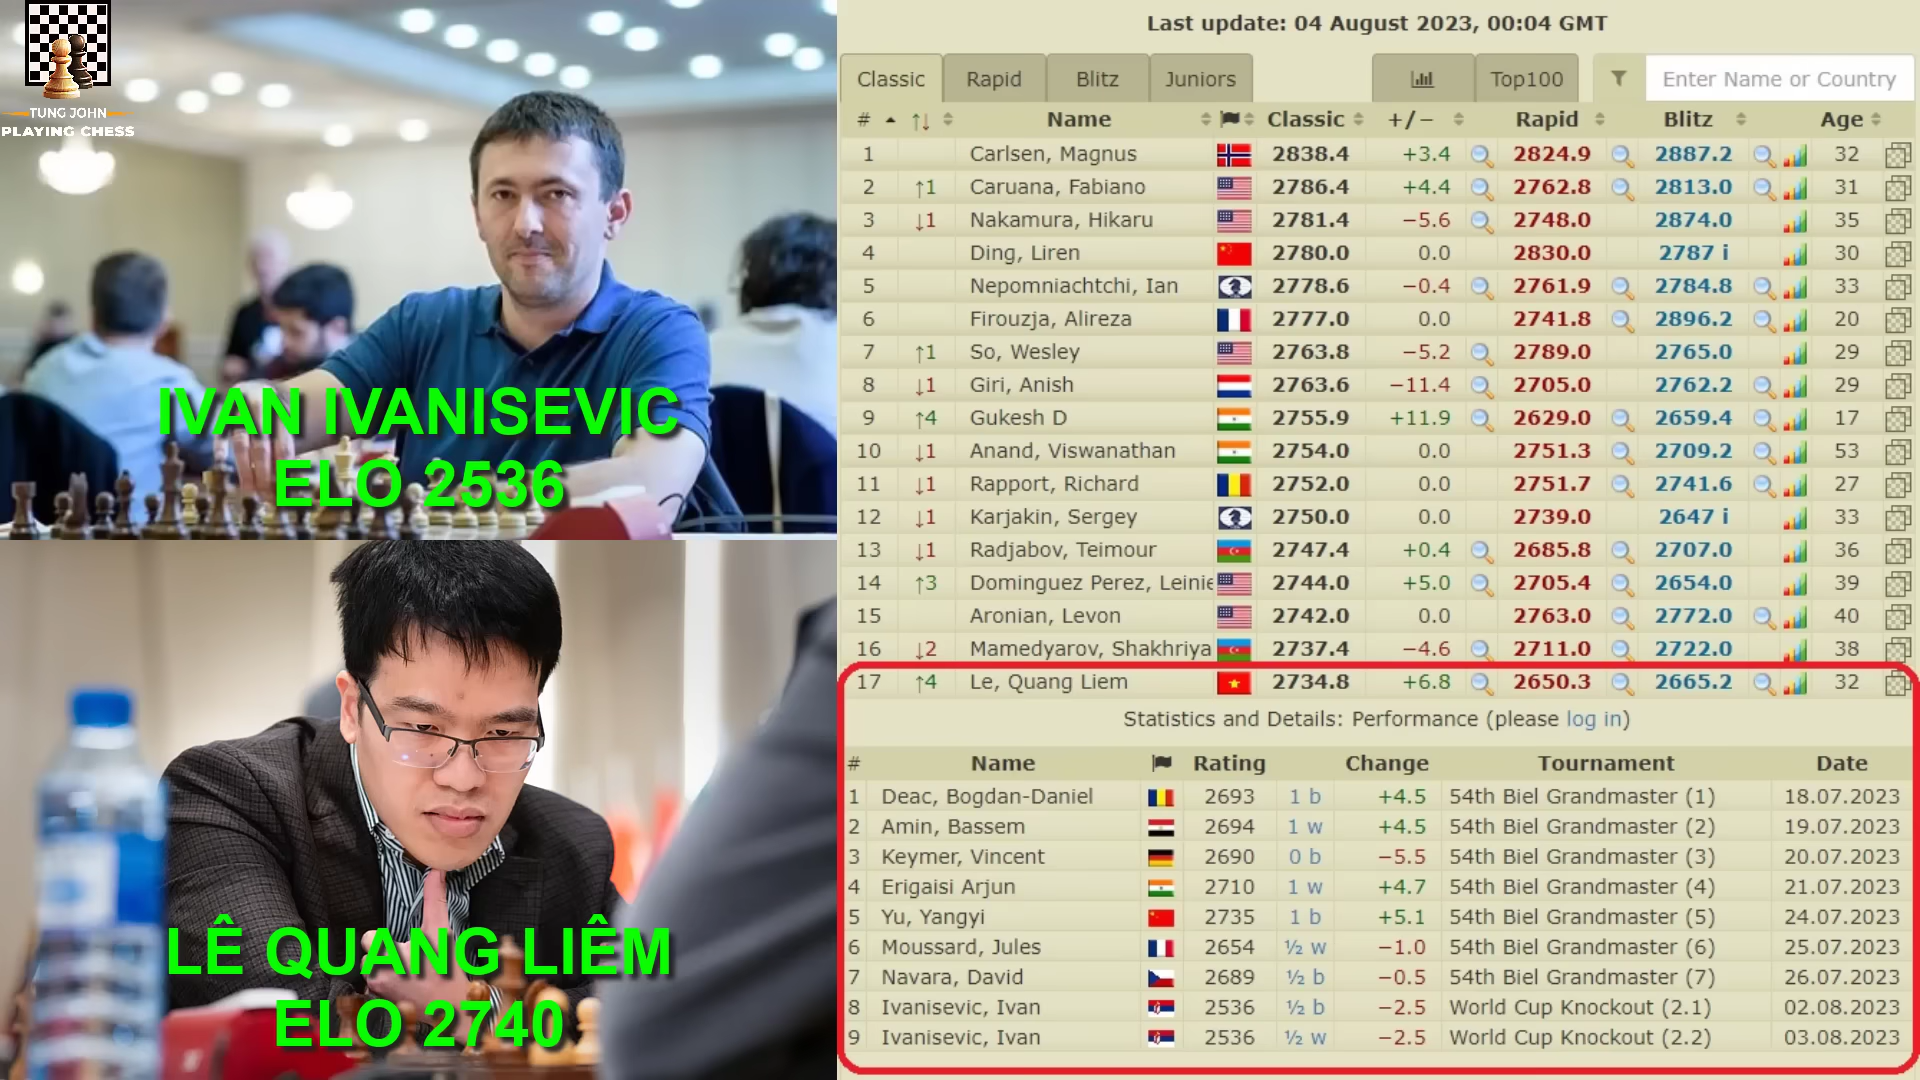 TUNG JOHN
PLAYING CHESS
IVAN IVANISEVIC
ELO 2536
LÊ QUANG LIÊM
ELO 2740
Last update: 04 August 2023, 00:04 GMT
Classic Rapid Blitz Juniors Top100 Enter Name or Country
# ↑↓ Name Classic +/− Rapid Blitz Age
1 Carlsen, Magnus 2838.4 +3.4 2824.9 2887.2 32
2 ↑1 Caruana, Fabiano 2786.4 +4.4 2762.8 2813.0 31
3 ↓1 Nakamura, Hikaru 2781.4 −5.6 2748.0 2874.0 35
4 Ding, Liren 2780.0 0.0 2830.0 2787 i 30
5 Nepomniachtchi, Ian 2778.6 −0.4 2761.9 2784.8 33
6 Firouzja, Alireza 2777.0 0.0 2741.8 2896.2 20
7 ↑1 So, Wesley 2763.8 −5.2 2789.0 2765.0 29
8 ↓1 Giri, Anish 2763.6 −11.4 2705.0 2762.2 29
9 ↑4 Gukesh D 2755.9 +11.9 2629.0 2659.4 17
10 ↓1 Anand, Viswanathan 2754.0 0.0 2751.3 2709.2 53
11 ↓1 Rapport, Richard 2752.0 0.0 2751.7 2741.6 27
12 ↓1 Karjakin, Sergey 2750.0 0.0 2739.0 2647 i 33
13 ↓1 Radjabov, Teimour 2747.4 +0.4 2685.8 2707.0 36
14 ↑3 Dominguez Perez, Leinie 2744.0 +5.0 2705.4 2654.0 39
15 Aronian, Levon 2742.0 0.0 2763.0 2772.0 40
16 ↓2 Mamedyarov, Shakhriya 2737.4 −4.6 2711.0 2722.0 38
17 ↑4 Le, Quang Liem 2734.8 +6.8 2650.3 2665.2 32
Statistics and Details: Performance (please log in)
# Name Rating Change Tournament Date
1 Deac, Bogdan-Daniel 2693 1 b +4.5 54th Biel Grandmaster (1) 18.07.2023
2 Amin, Bassem 2694 1 w +4.5 54th Biel Grandmaster (2) 19.07.2023
3 Keymer, Vincent 2690 0 b −5.5 54th Biel Grandmaster (3) 20.07.2023
4 Erigaisi Arjun 2710 1 w +4.7 54th Biel Grandmaster (4) 21.07.2023
5 Yu, Yangyi 2735 1 b +5.1 54th Biel Grandmaster (5) 24.07.2023
6 Moussard, Jules 2654 ½ w −1.0 54th Biel Grandmaster (6) 25.07.2023
7 Navara, David 2689 ½ b −0.5 54th Biel Grandmaster (7) 26.07.2023
8 Ivanisevic, Ivan 2536 ½ b −2.5 World Cup Knockout (2.1) 02.08.2023
9 Ivanisevic, Ivan 2536 ½ w −2.5 World Cup Knockout (2.2) 03.08.2023